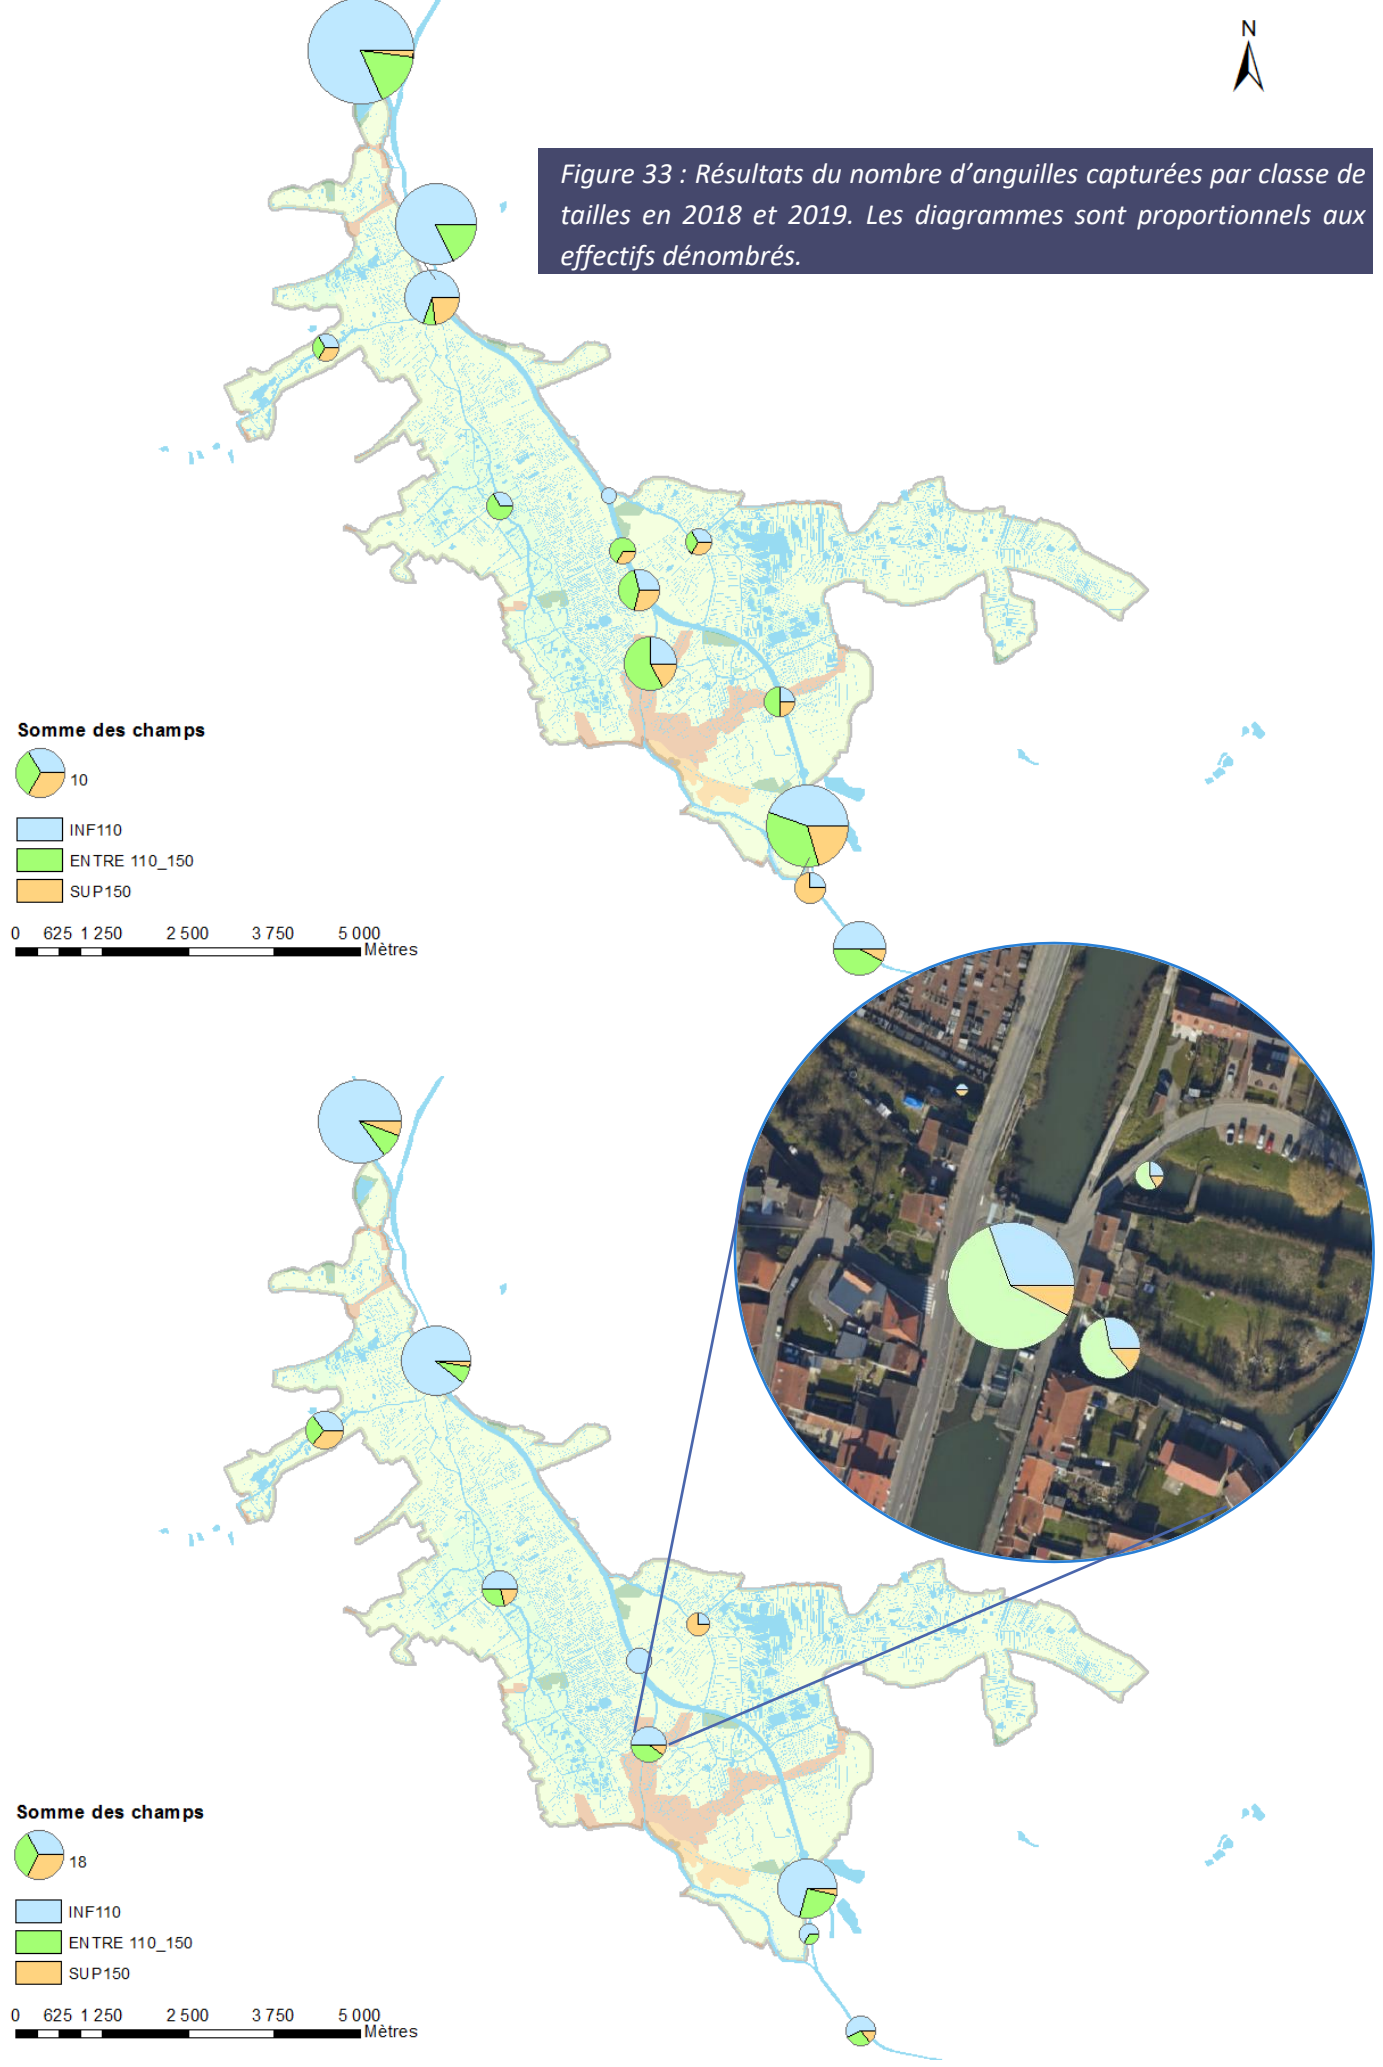 N
Figure 33 : Résultats du nombre d’anguilles capturées par classe de
tailles en 2018 et 2019. Les diagrammes sont proportionnels aux
effectifs dénombrés.
Somme des champs
10
INF110
ENTRE 110_150
SUP150
0 625 1 250 2 500 3 750 5 000
Mètres
Somme des champs
18
INF110
ENTRE 110_150
SUP150
0 625 1 250 2 500 3 750 5 000
Mètres